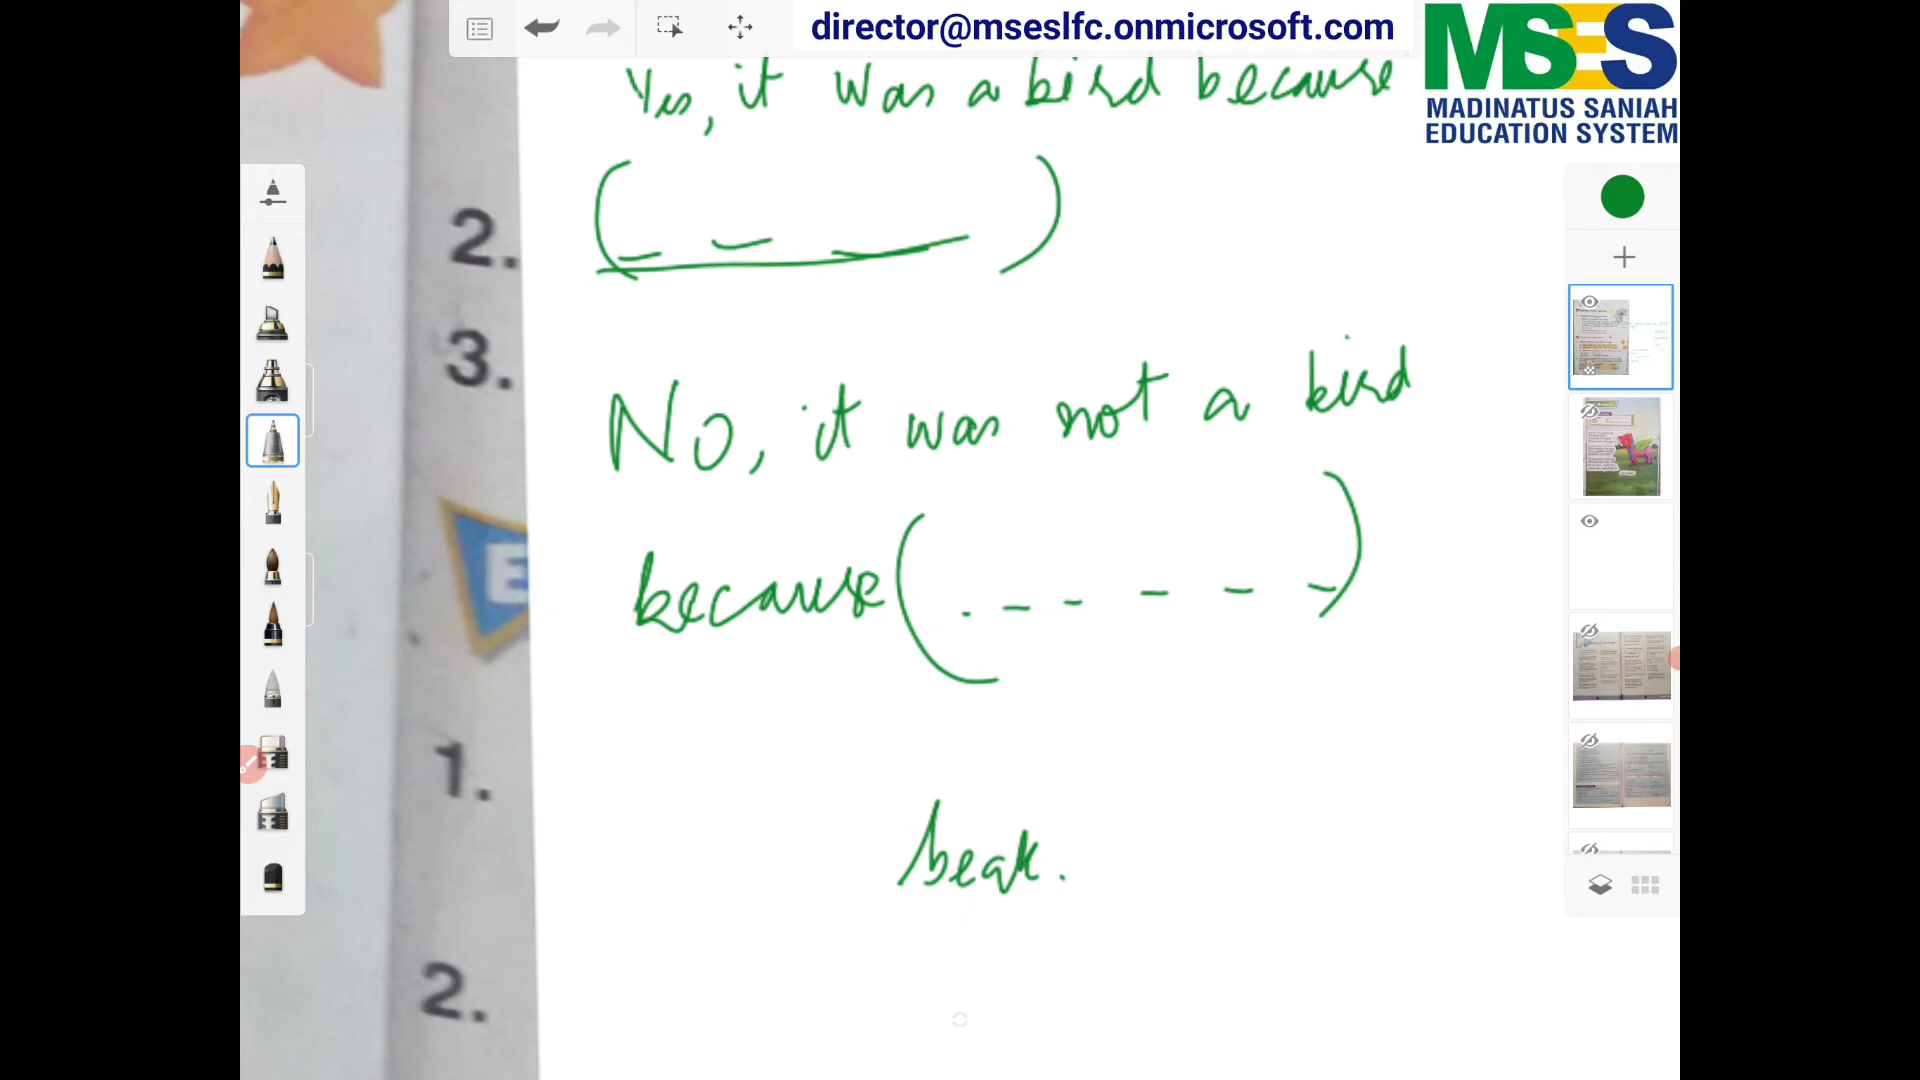 director@mseslfc.onmicrosoft.com
MSES
MADINATUS SANIAH
EDUCATION SYSTEM
Yes, it was a bird because
( _ _ _ )
2.
3.
No, it was not a bird
because ( . - - - - - )
E
1.
beak.
2.